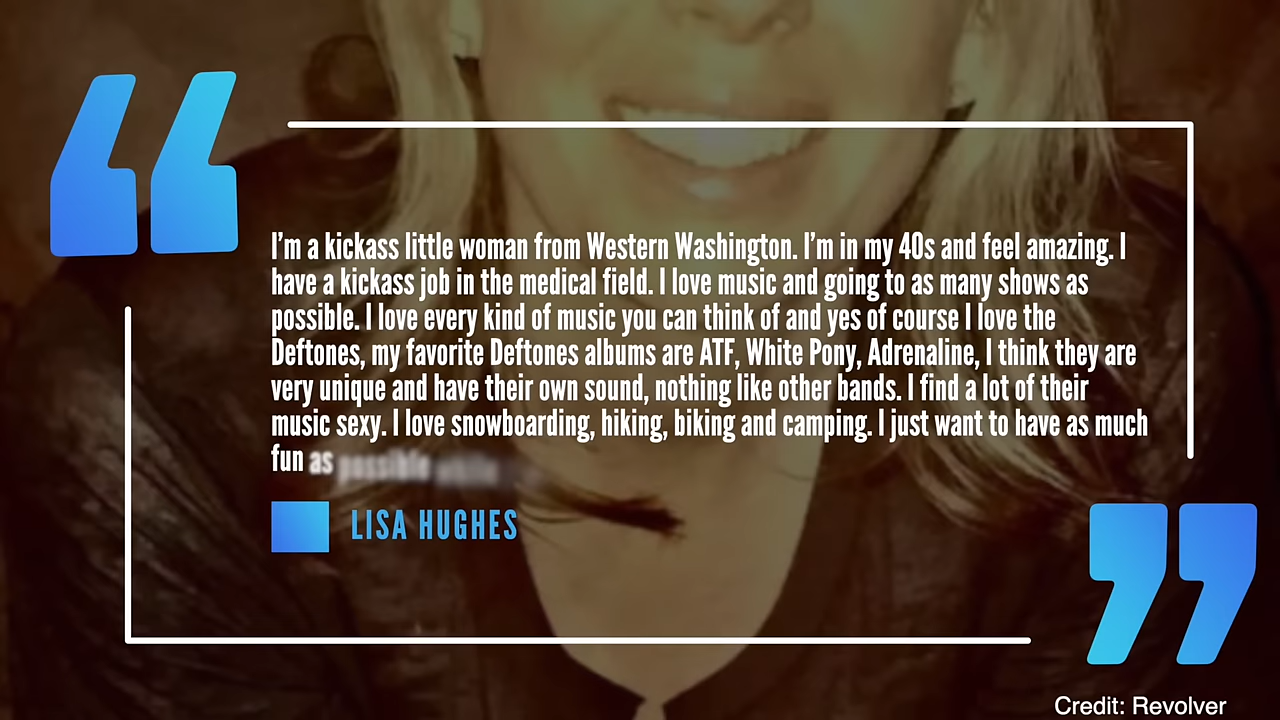 I'm a kickass little woman from Western Washington. I'm in my 40s and feel amazing. I
have a kickass job in the medical field. I love music and going to as many shows as
possible. I love every kind of music you can think of and yes of course I love the
Deftones, my favorite Deftones albums are ATF, White Pony, Adrenaline, I think they are
very unique and have their own sound, nothing like other bands. I find a lot of their
music sexy. I love snowboarding, hiking, biking and camping. I just want to have as much
fun as possible while
LISA HUGHES
Credit: Revolver